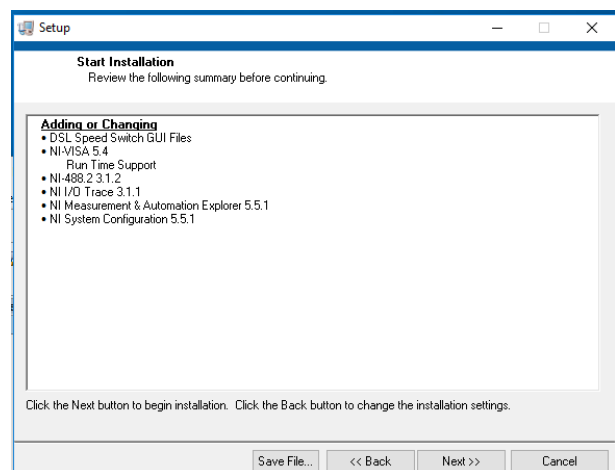 Setup
Start Installation
Review the following summary before continuing.
Adding or Changing
• DSL Speed Switch GUI Files
• NI-VISA 5.4
Run Time Support
• NI-488.2 3.1.2
• NI I/O Trace 3.1.1
• NI Measurement & Automation Explorer 5.5.1
• NI System Configuration 5.5.1
Click the Next button to begin installation. Click the Back button to change the installation settings.
Save File... << Back Next >> Cancel